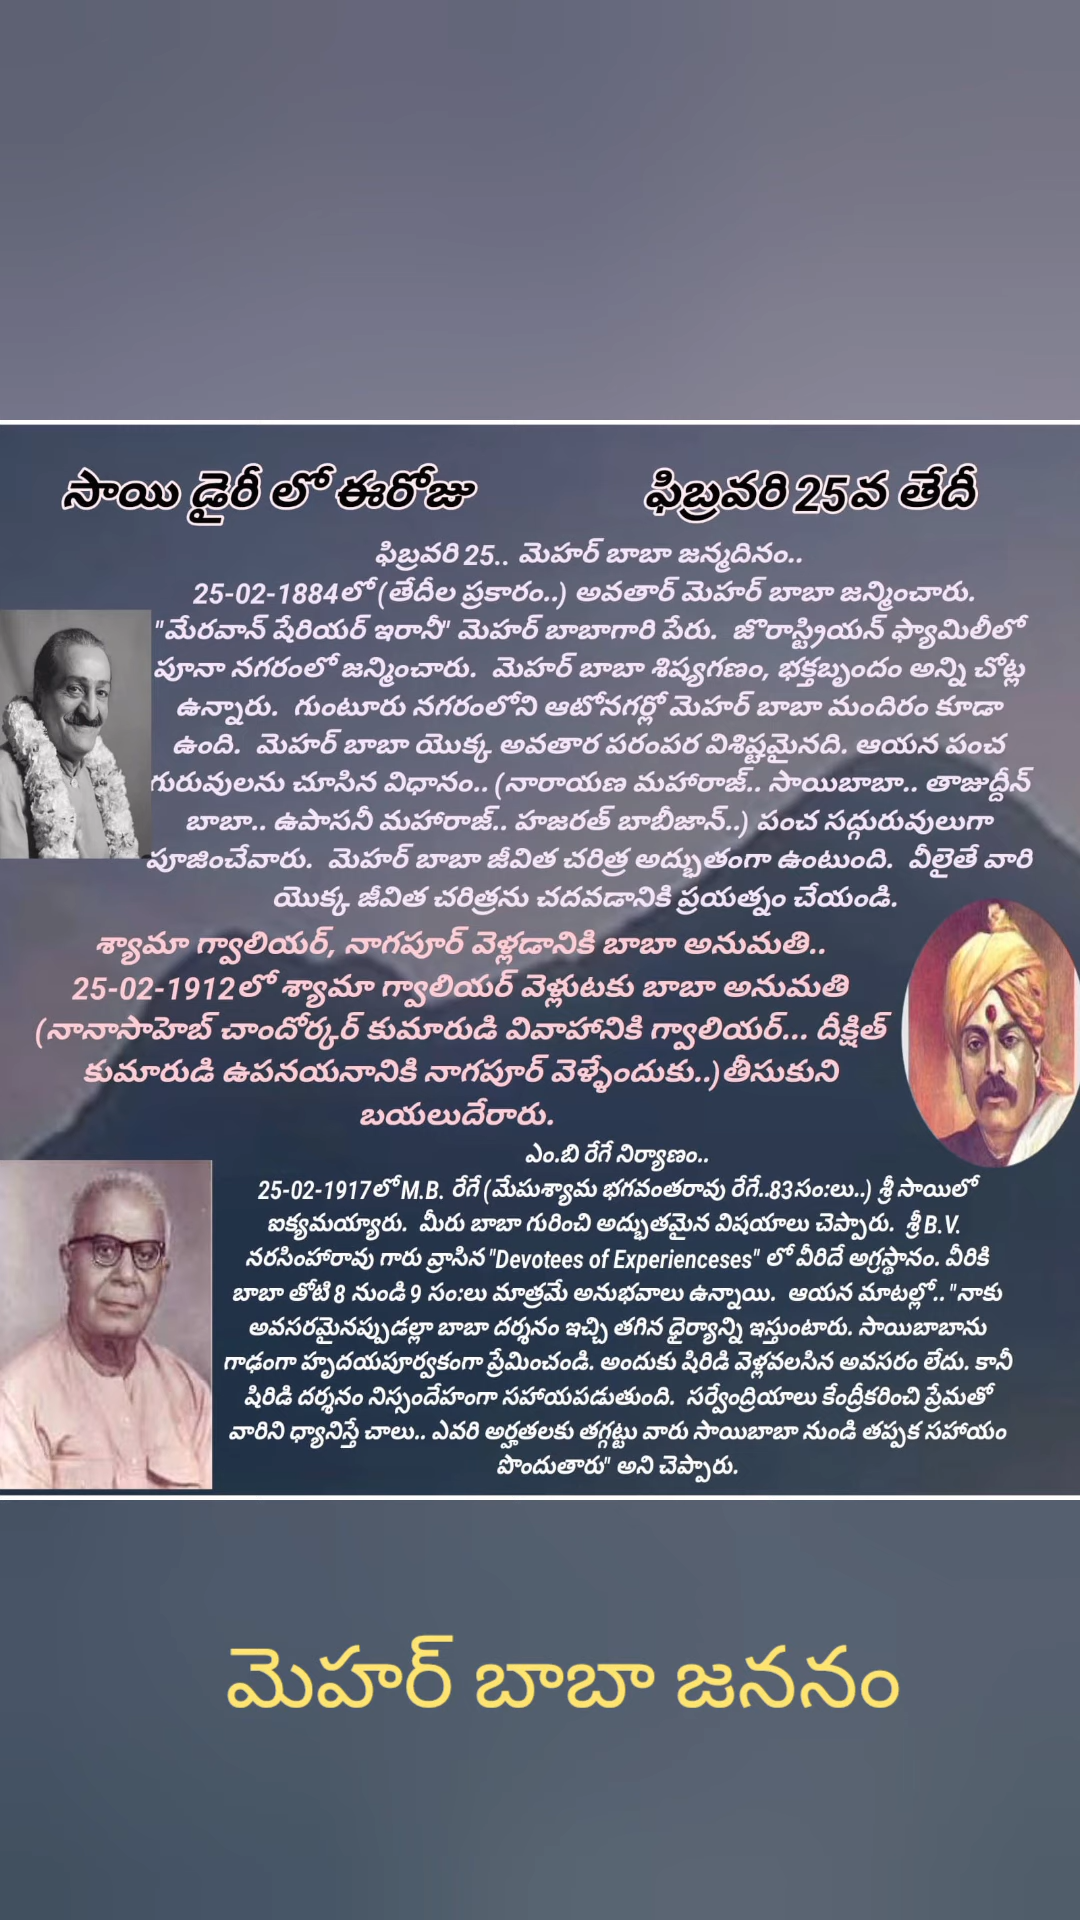 సాయి డైరీ లో ఈరోజు ఫిబ్రవరి 25వ తేదీ
ఫిబ్రవరి 25.. మెహర్ బాబా జన్మదినం..
25-02-1884లో (తేదీల ప్రకారం..) అవతార్ మెహర్ బాబా జన్మించారు.
"మేరవాన్ షేరియర్ ఇరానీ" మెహర్ బాబాగారి పేరు. జొరాస్ట్రియన్ ఫ్యామిలీలో
పూనా నగరంలో జన్మించారు. మెహర్ బాబా శిష్యగణం, భక్తబృందం అన్ని చోట్ల
ఉన్నారు. గుంటూరు నగరంలోని ఆటోనగర్లో మెహర్ బాబా మందిరం కూడా
ఉంది. మెహర్ బాబా యొక్క అవతార పరంపర విశిష్టమైనది. ఆయన పంచ
గురువులను చూసిన విధానం.. (నారాయణ మహారాజ్.. సాయిబాబా.. తాజుద్దీన్
బాబా.. ఉపాసనీ మహారాజ్.. హజరత్ బాబీజాన్..) పంచ సద్గురువులుగా
పూజించేవారు. మెహర్ బాబా జీవిత చరిత్ర అద్భుతంగా ఉంటుంది. వీలైతే వారి
యొక్క జీవిత చరిత్రను చదవడానికి ప్రయత్నం చేయండి.
శ్యామా గ్వాలియర్, నాగపూర్ వెళ్లడానికి బాబా అనుమతి..
25-02-1912లో శ్యామా గ్వాలియర్ వెళ్లుటకు బాబా అనుమతి
(నానాసాహెబ్ చాందోర్కర్ కుమారుడి వివాహానికి గ్వాలియర్... దీక్షిత్
కుమారుడి ఉపనయనానికి నాగపూర్ వెళ్ళేందుకు..)తీసుకుని
బయలుదేరారు.
ఎం.బి రేగే నిర్యాణం..
25-02-1917లో M.B. రేగే (మేఘశ్యామ భగవంతరావు రేగే..83సం:లు..) శ్రీ సాయిలో
ఐక్యమయ్యారు. మీరు బాబా గురించి అద్భుతమైన విషయాలు చెప్పారు. శ్రీ B.V.
నరసింహారావు గారు వ్రాసిన "Devotees of Experienceses" లో వీరిదే అగ్రస్థానం. వీరికి
బాబా తోటి 8 నుండి 9 సం:లు మాత్రమే అనుభవాలు ఉన్నాయి. ఆయన మాటల్లో.. "నాకు
అవసరమైనప్పుడల్లా బాబా దర్శనం ఇచ్చి తగిన ధైర్యాన్ని ఇస్తుంటారు. సాయిబాబాను
గాఢంగా హృదయపూర్వకంగా ప్రేమించండి. అందుకు షిరిడి వెళ్లవలసిన అవసరం లేదు. కానీ
షిరిడి దర్శనం నిస్సందేహంగా సహాయపడుతుంది. సర్వేంద్రియాలు కేంద్రీకరించి ప్రేమతో
వారిని ధ్యానిస్తే చాలు.. ఎవరి అర్హతలకు తగ్గట్టు వారు సాయిబాబా నుండి తప్పక సహాయం
పొందుతారు" అని చెప్పారు.
మెహర్ బాబా జననం